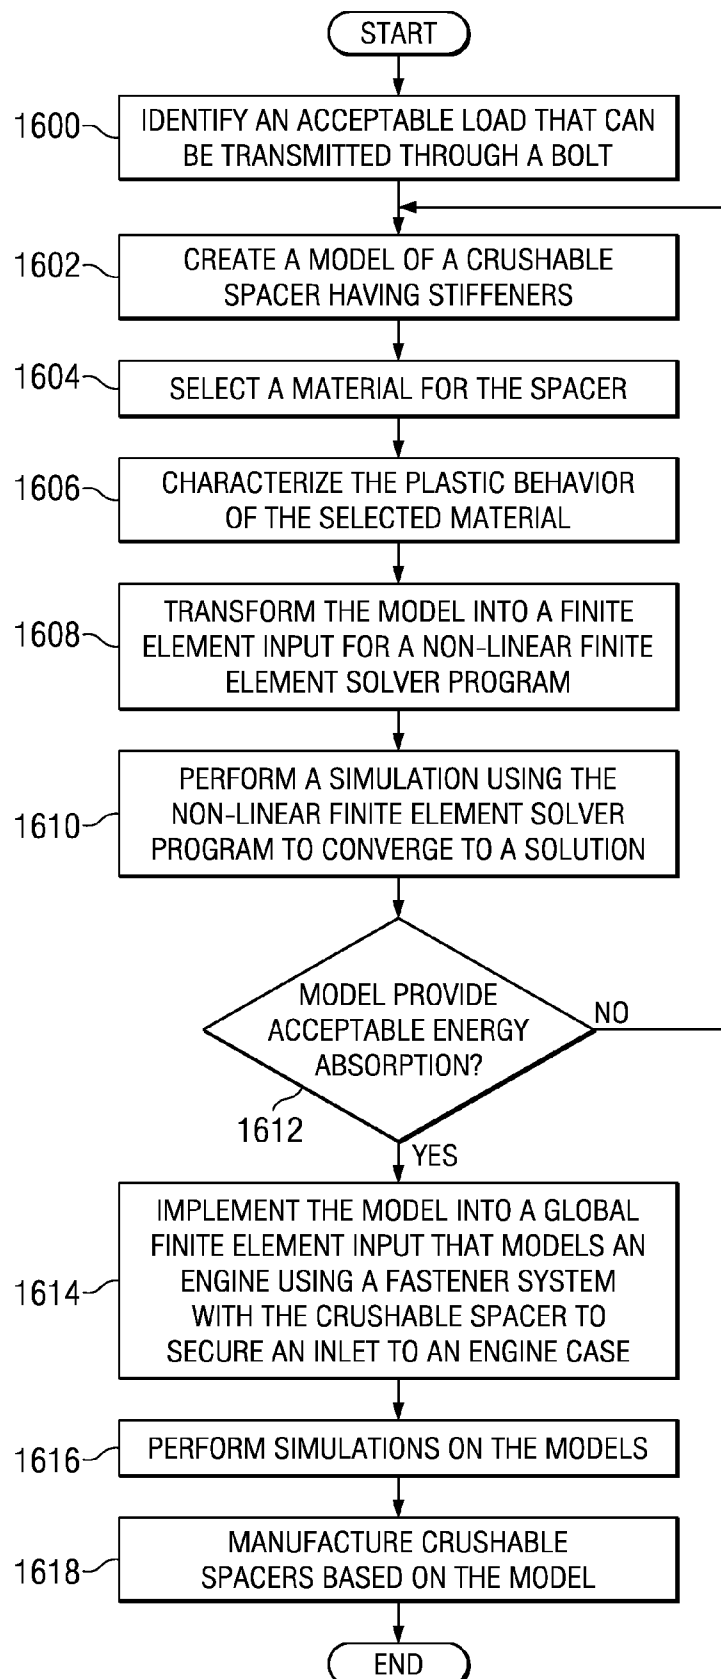 START
1600
IDENTIFY AN ACCEPTABLE LOAD THAT CAN
BE TRANSMITTED THROUGH A BOLT
1602
CREATE A MODEL OF A CRUSHABLE
SPACER HAVING STIFFENERS
1604
SELECT A MATERIAL FOR THE SPACER
1606
CHARACTERIZE THE PLASTIC BEHAVIOR
OF THE SELECTED MATERIAL
1608
TRANSFORM THE MODEL INTO A FINITE
ELEMENT INPUT FOR A NON-LINEAR FINITE
ELEMENT SOLVER PROGRAM
1610
PERFORM A SIMULATION USING THE
NON-LINEAR FINITE ELEMENT SOLVER
PROGRAM TO CONVERGE TO A SOLUTION
MODEL PROVIDE
ACCEPTABLE ENERGY
ABSORPTION?
NO
1612
YES
1614
IMPLEMENT THE MODEL INTO A GLOBAL
FINITE ELEMENT INPUT THAT MODELS AN
ENGINE USING A FASTENER SYSTEM
WITH THE CRUSHABLE SPACER TO
SECURE AN INLET TO AN ENGINE CASE
1616
PERFORM SIMULATIONS ON THE MODELS
1618
MANUFACTURE CRUSHABLE
SPACERS BASED ON THE MODEL
END